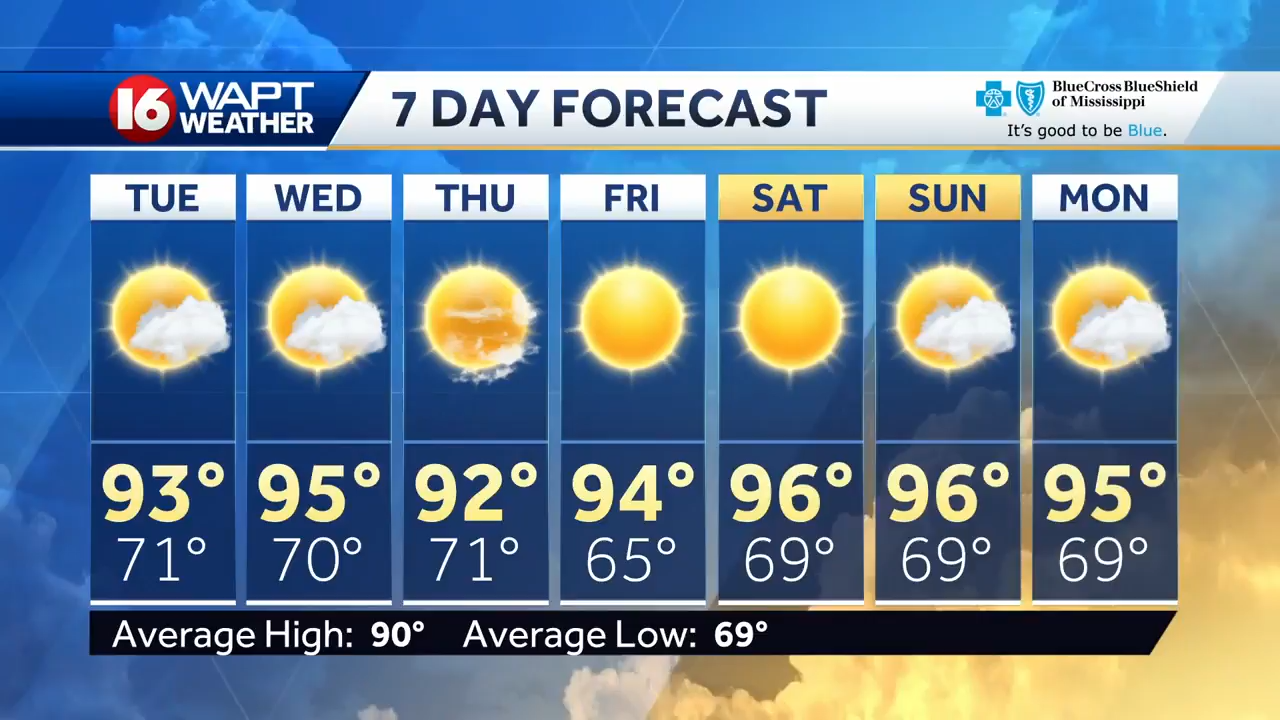 16 WAPT WEATHER
7 DAY FORECAST
BlueCross BlueShield
of Mississippi
It's good to be Blue.
TUE WED THU FRI SAT SUN MON
93° 95° 92° 94° 96° 96° 95°
71° 70° 71° 65° 69° 69° 69°
Average High: 90° Average Low: 69°